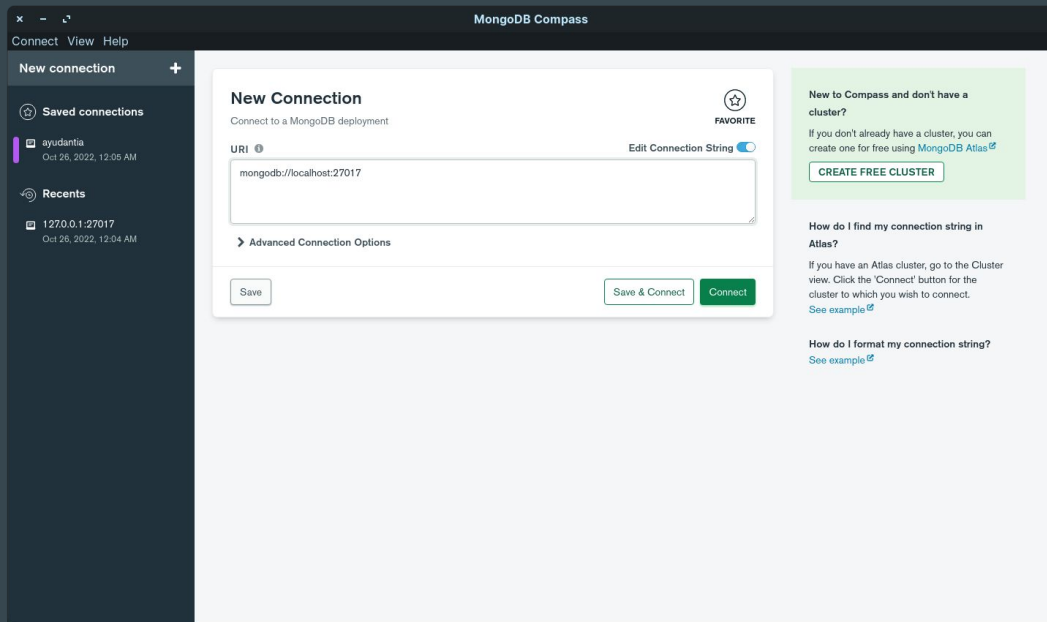 MongoDB Compass
Connect View Help
New connection
Saved connections
ayudantia
Oct 26, 2022, 12:05 AM
Recents
127.0.0.1:27017
Oct 26, 2022, 12:04 AM
New Connection
Connect to a MongoDB deployment
FAVORITE
URI
Edit Connection String
mongodb://localhost:27017
Advanced Connection Options
Save
Save & Connect
Connect
New to Compass and don't have a
cluster?
If you don't already have a cluster, you can
create one for free using MongoDB Atlas
CREATE FREE CLUSTER
How do I find my connection string in
Atlas?
If you have an Atlas cluster, go to the Cluster
view. Click the 'Connect' button for the
cluster to which you wish to connect.
See example
How do I format my connection string?
See example